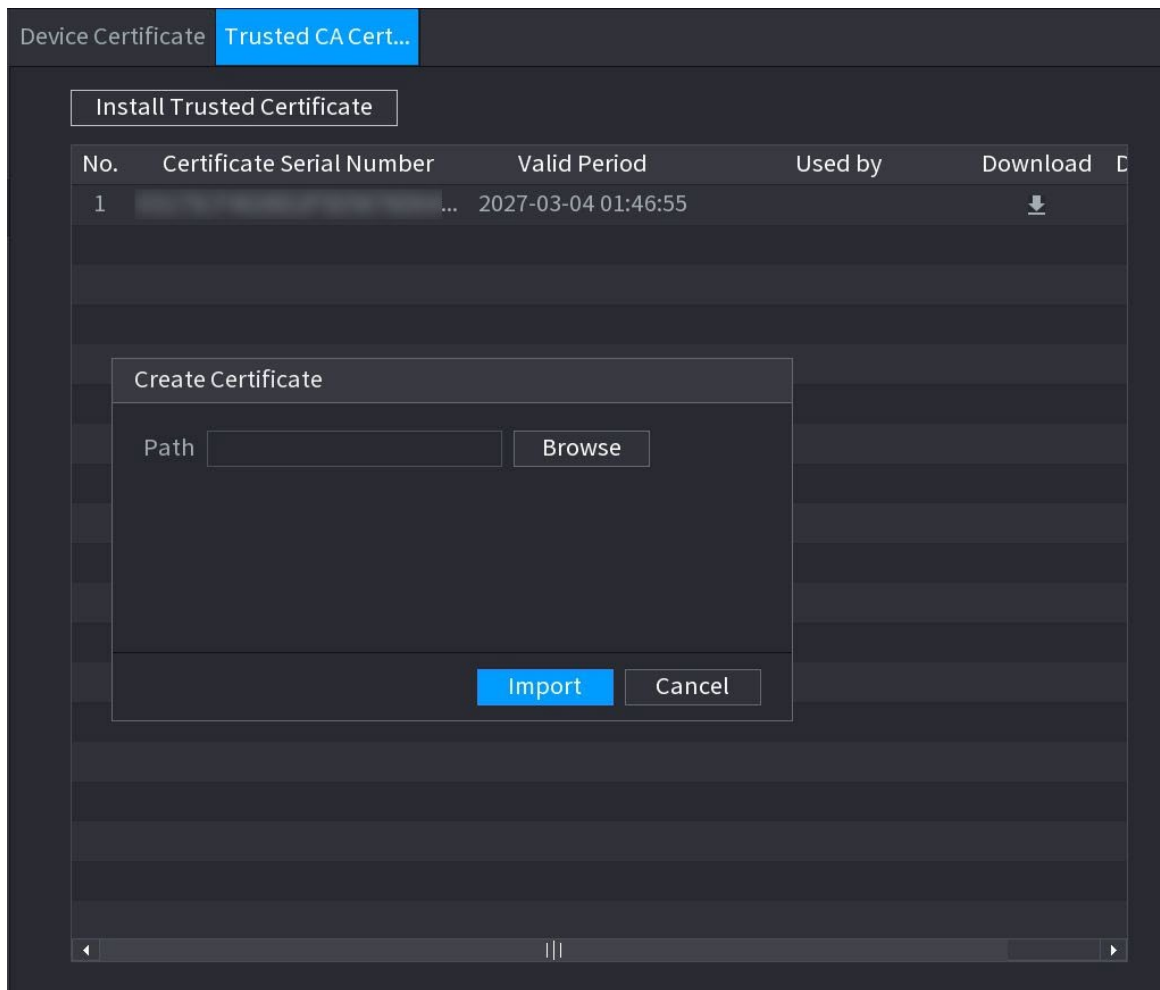 Device Certificate Trusted CA Cert...
Install Trusted Certificate
No. Certificate Serial Number Valid Period Used by Download D
1 ... 2027-03-04 01:46:55
Create Certificate
Path Browse
Import Cancel